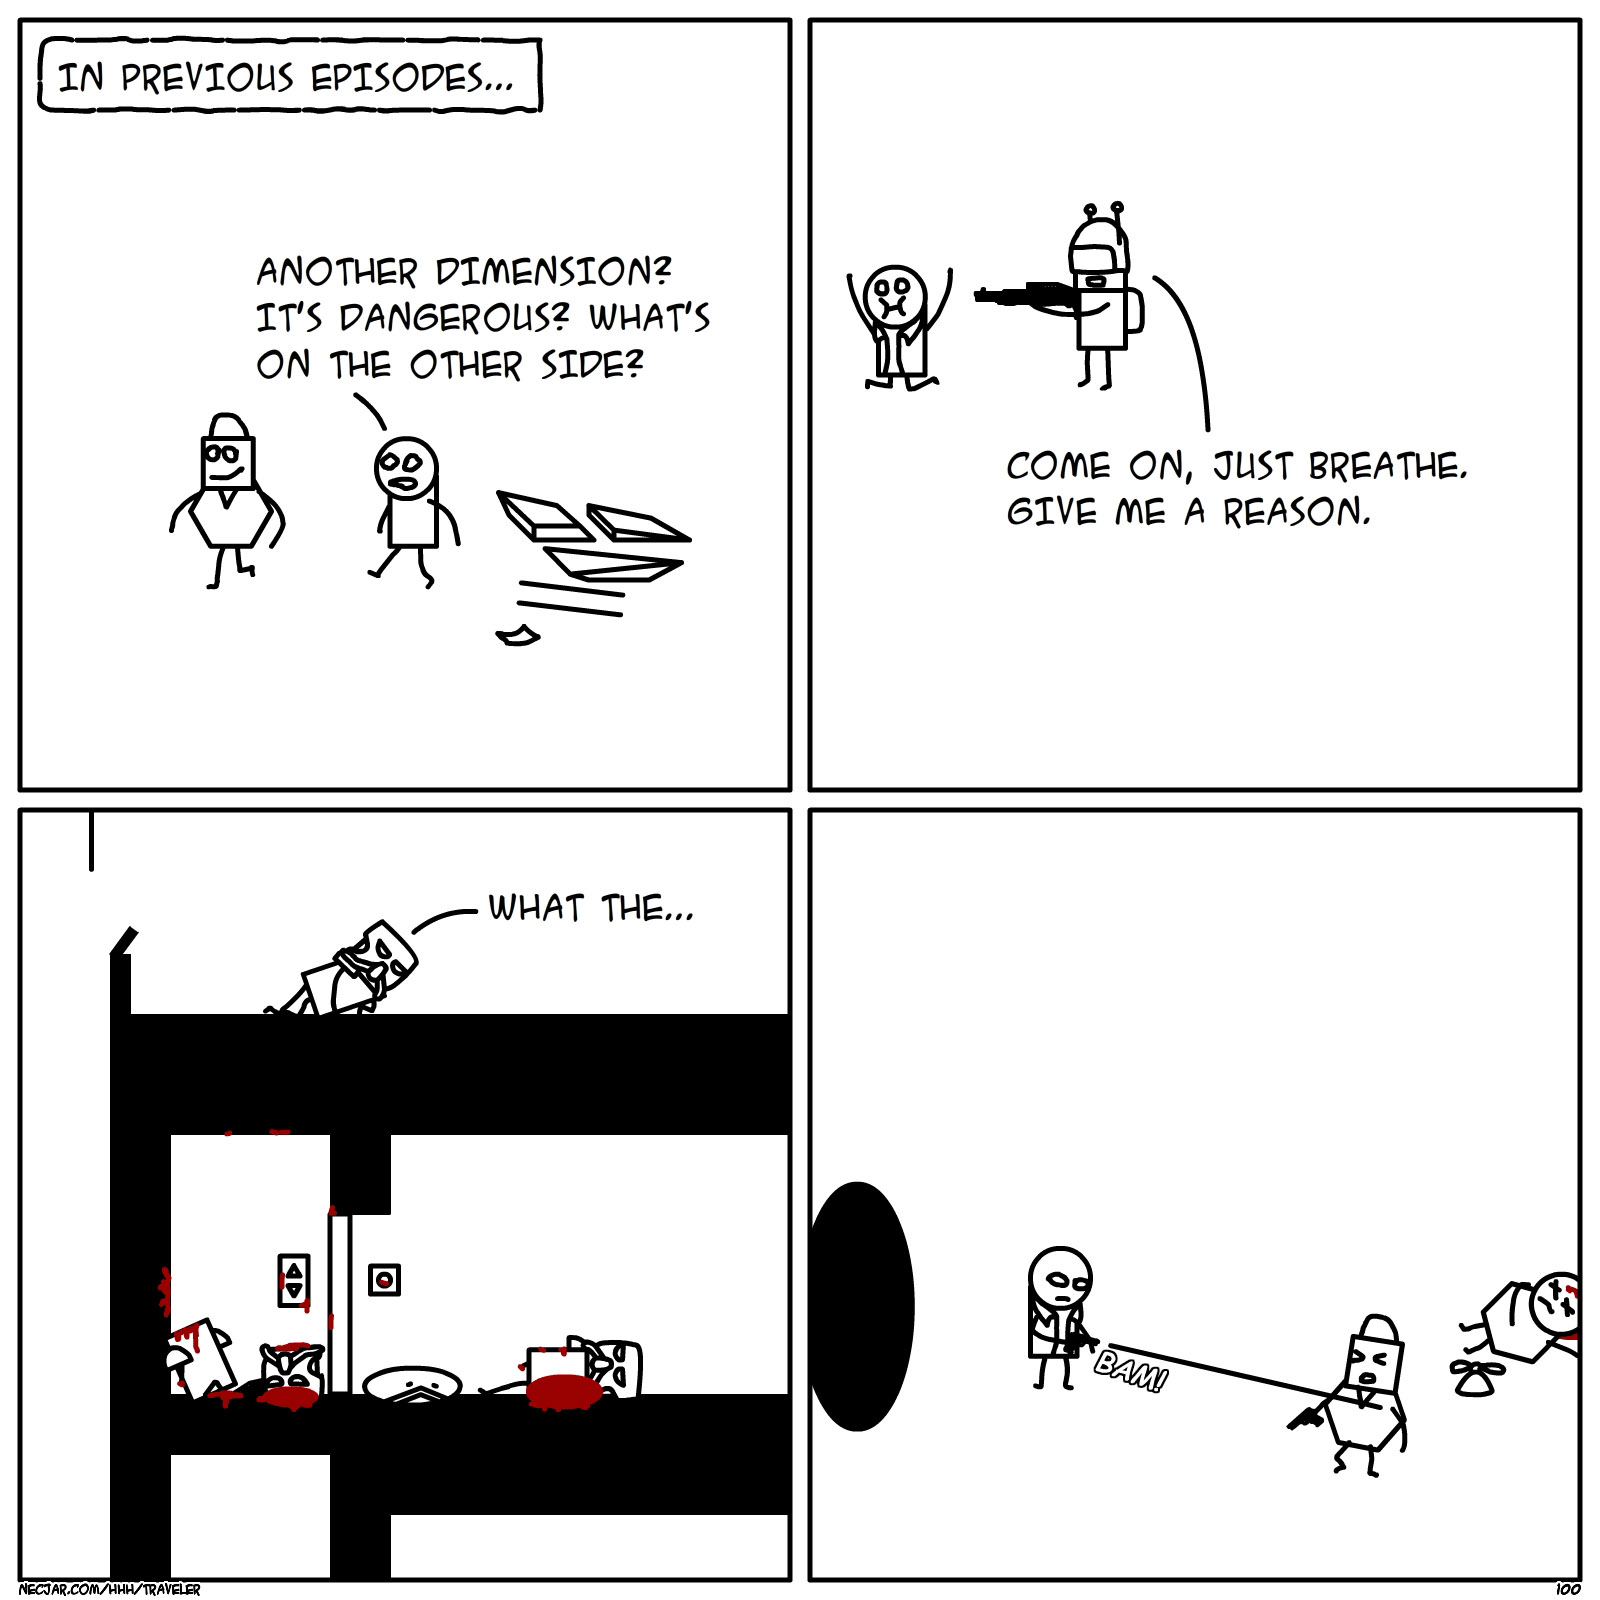 IN PREVIOUS EPISODES...
ANOTHER DIMENSION?
IT'S DANGEROUS? WHAT'S
ON THE OTHER SIDE?
COME ON, JUST BREATHE.
GIVE ME A REASON.
WHAT THE...
BAM!
NECJAR.COM/HHH/TRAVELER
100